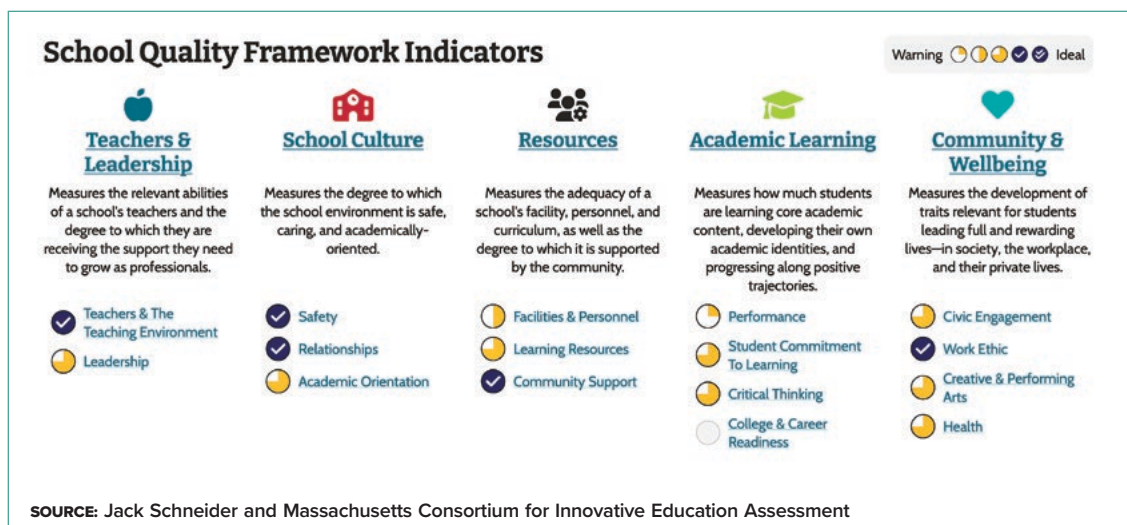 School Quality Framework Indicators
Warning Ideal
Teachers &
Leadership
Measures the relevant abilities
of a school's teachers and the
degree to which they are
receiving the support they need
to grow as professionals.
Teachers & The
Teaching Environment
Leadership
School Culture
Measures the degree to which
the school environment is safe,
caring, and academically-
oriented.
Safety
Relationships
Academic Orientation
Resources
Measures the adequacy of a
school's facility, personnel, and
curriculum, as well as the
degree to which it is supported
by the community.
Facilities & Personnel
Learning Resources
Community Support
Academic Learning
Measures how much students
are learning core academic
content, developing their own
academic identities, and
progressing along positive
trajectories.
Performance
Student Commitment
To Learning
Critical Thinking
College & Career
Readiness
Community &
Wellbeing
Measures the development of
traits relevant for students
leading full and rewarding
lives—in society, the workplace,
and their private lives.
Civic Engagement
Work Ethic
Creative & Performing
Arts
Health
SOURCE: Jack Schneider and Massachusetts Consortium for Innovative Education Assessment